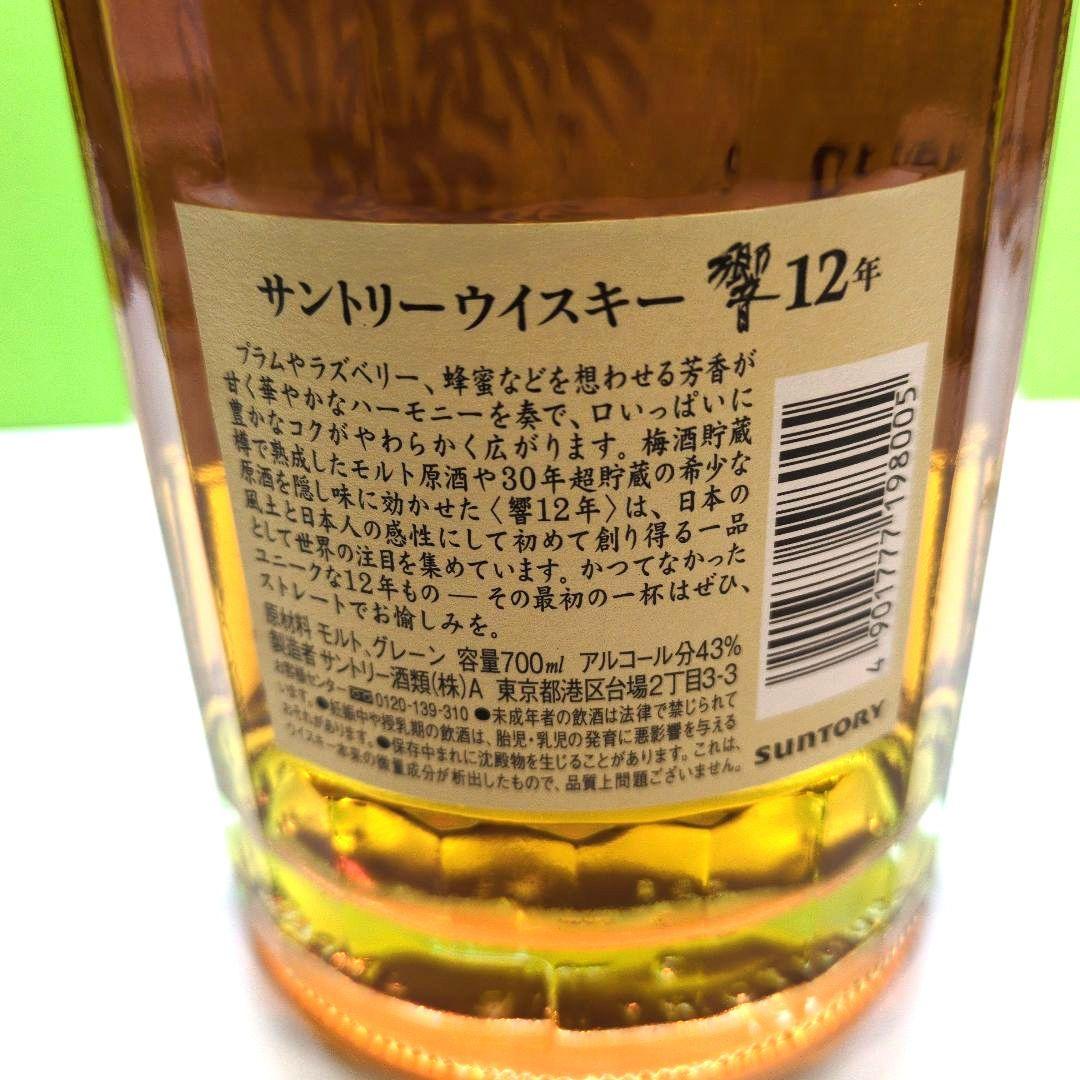 サントリーウイスキー 響 12年
プラムやラズベリー、蜂蜜などを想わせる芳香が
甘く華やかなハーモニーを奏で、口いっぱいに
豊かなコクがやわらかく広がります。梅酒貯蔵
樽で熟成したモルト原酒や30年超貯蔵の希少な
原酒を隠し味に効かせた〈響12年〉は、日本の
風土と日本人の感性にして初めて創り得る一品
として世界の注目を集めています。かつてなかった
ユニークな12年もの — その最初の一杯はぜひ、
ストレートでお愉しみを。
原材料 モルト、グレーン 容量700ml アルコール分43%
製造者 サントリー酒類(株)A 東京都港区台場2丁目3-3
お客様センター 0120-139-310 ●未成年者の飲酒は法律で禁じられて
います。●妊娠中や授乳期の飲酒は、胎児・乳児の発育に悪影響を与える
おそれがあります。●保存中まれに沈殿物を生じることがあります。これは、
ウイスキー本来の微量成分が析出したもので、品質上問題ございません。
4 901777 198005
SUNTORY